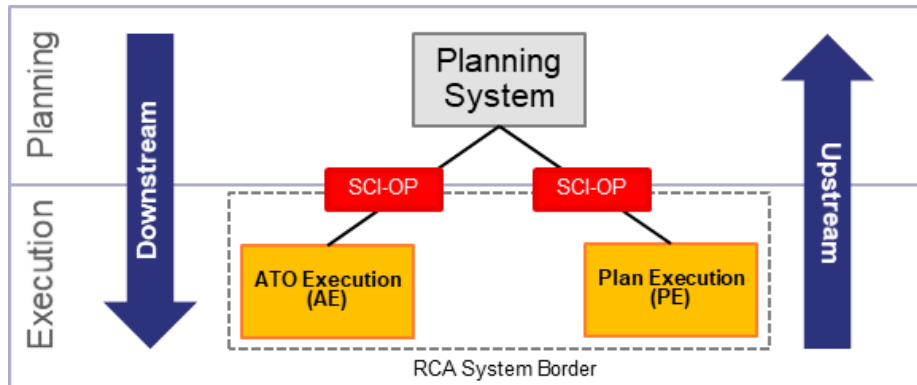 Planning
Downstream
Planning
System
Upstream
SCI-OP
SCI-OP
Execution
ATO Execution
(AE)
Plan Execution
(PE)
RCA System Border